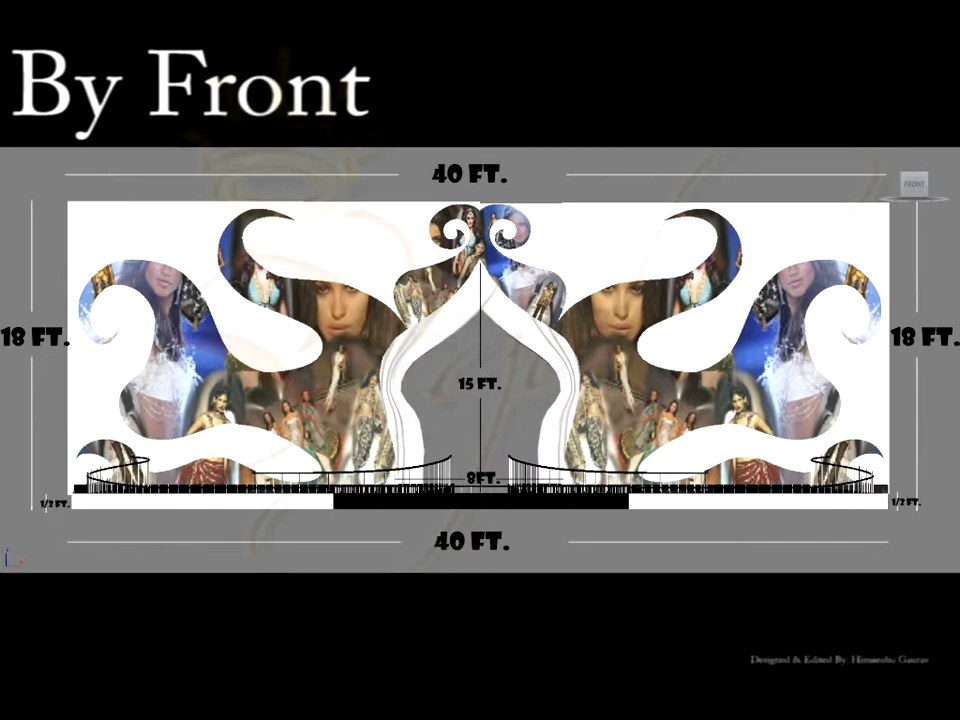 By Front
40 FT.
FRONT
18 FT.
18 FT.
15 FT.
8FT.
1/2 FT.
1/2 FT.
40 FT.
Designed & Edited By: Himanshu Gaurav